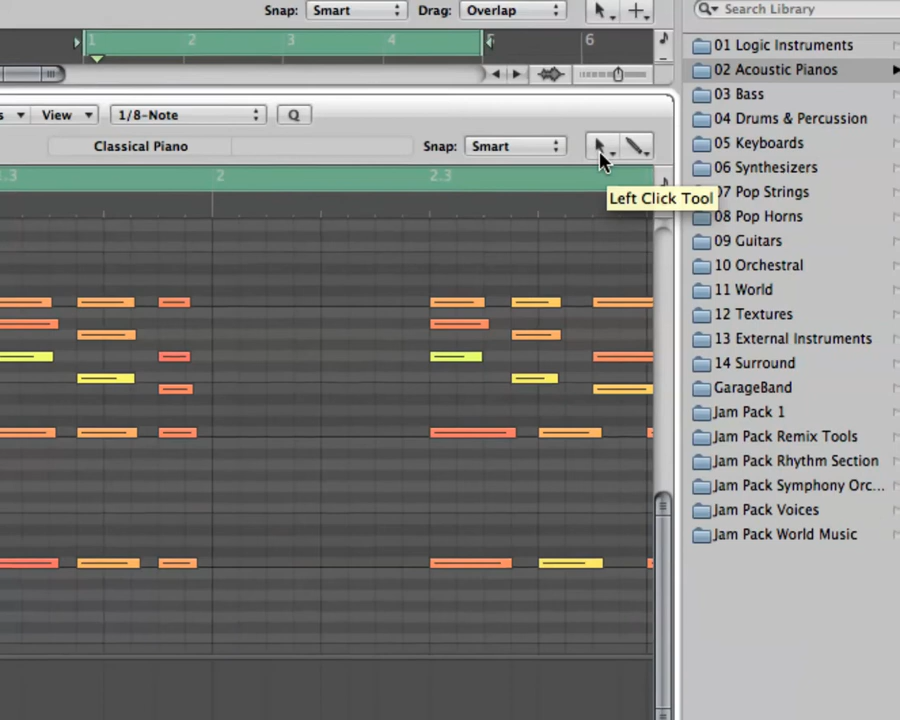 Snap: Smart Drag: Overlap
1 2 3 4 5 6
s View 1/8-Note Q
Classical Piano Snap: Smart
1.3 2 2.3
Left Click Tool
Search Library
01 Logic Instruments
02 Acoustic Pianos
03 Bass
04 Drums & Percussion
05 Keyboards
06 Synthesizers
07 Pop Strings
08 Pop Horns
09 Guitars
10 Orchestral
11 World
12 Textures
13 External Instruments
14 Surround
GarageBand
Jam Pack 1
Jam Pack Remix Tools
Jam Pack Rhythm Section
Jam Pack Symphony Orc...
Jam Pack Voices
Jam Pack World Music